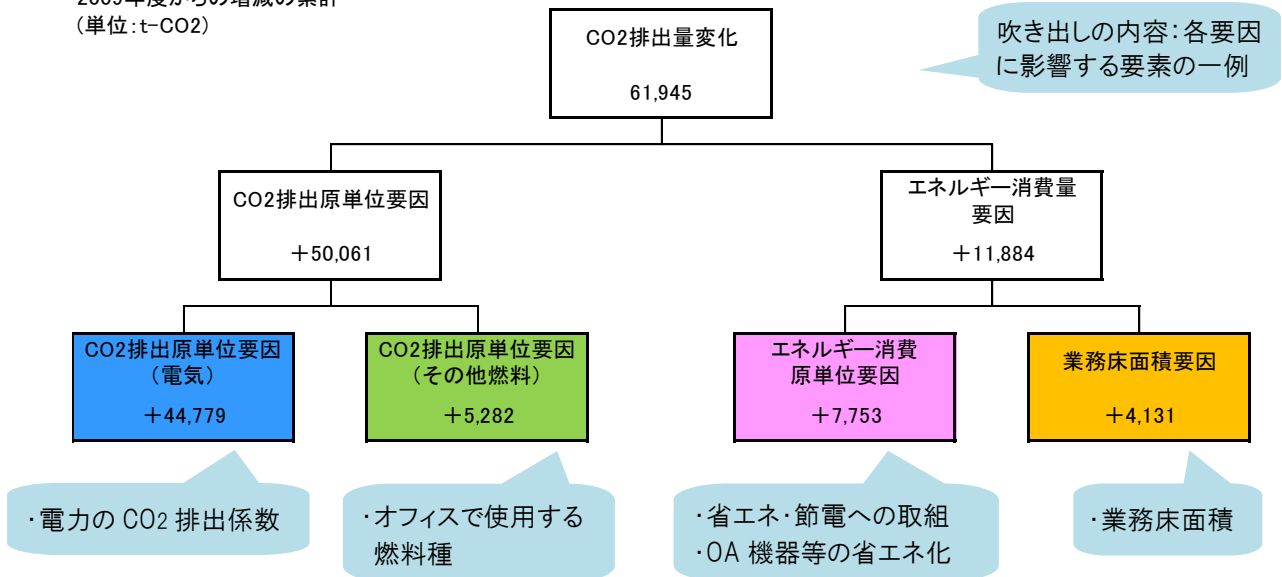 (単位:t-CO2)
CO2排出量変化
61,945
吹き出しの内容:各要因
に影響する要素の一例
CO2排出原単位要因
+50,061
エネルギー消費量
要因
+11,884
CO2排出原単位要因
(電気)
+44,779
CO2排出原単位要因
(その他燃料)
+5,282
エネルギー消費
原単位要因
+7,753
業務床面積要因
+4,131
・電力の CO2 排出係数
・オフィスで使用する
燃料種
・省エネ・節電への取組
・OA 機器等の省エネ化
・業務床面積